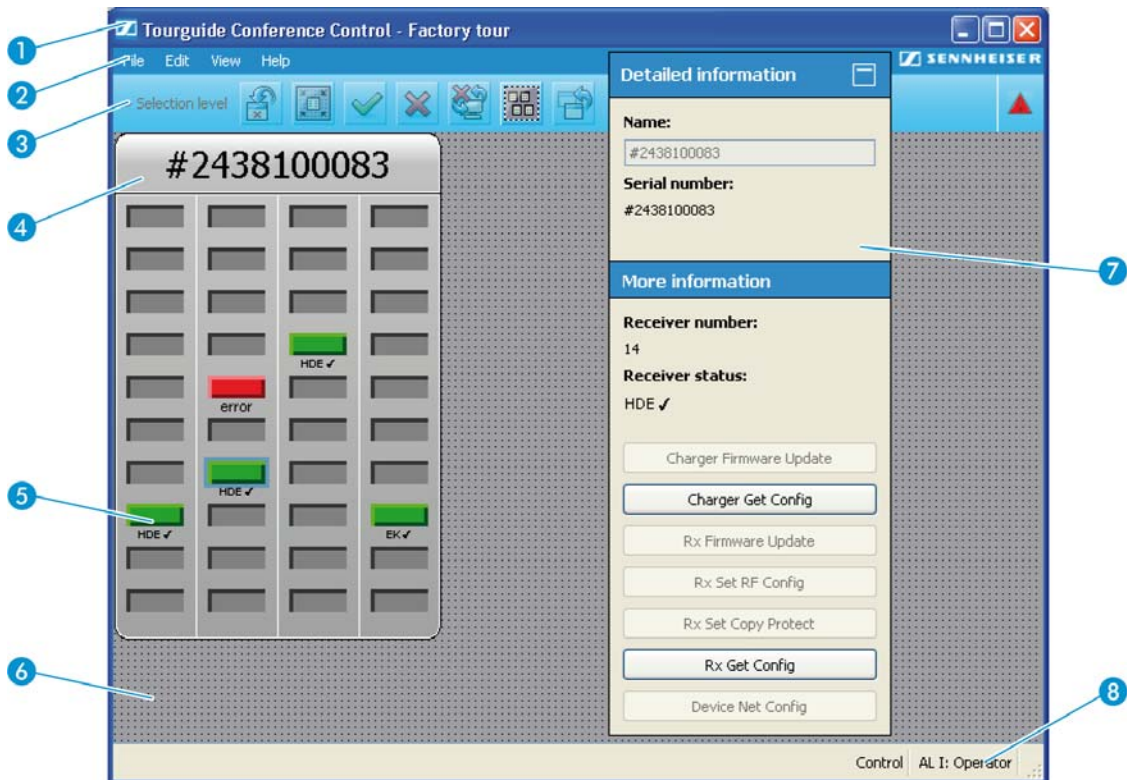 Tourguide Conference Control - Factory tour
File Edit View Help
SENNHEISER
Selection level
#2438100083
HDE ✓
error
HDE ✓
HDE ✓
EK ✓
Detailed information
Name:
#2438100083
Serial number:
#2438100083
More information
Receiver number:
14
Receiver status:
HDE ✓
Charger Firmware Update
Charger Get Config
Rx Firmware Update
Rx Set RF Config
Rx Set Copy Protect
Rx Get Config
Device Net Config
Control AL I: Operator
1
2
3
4
5
6
7
8